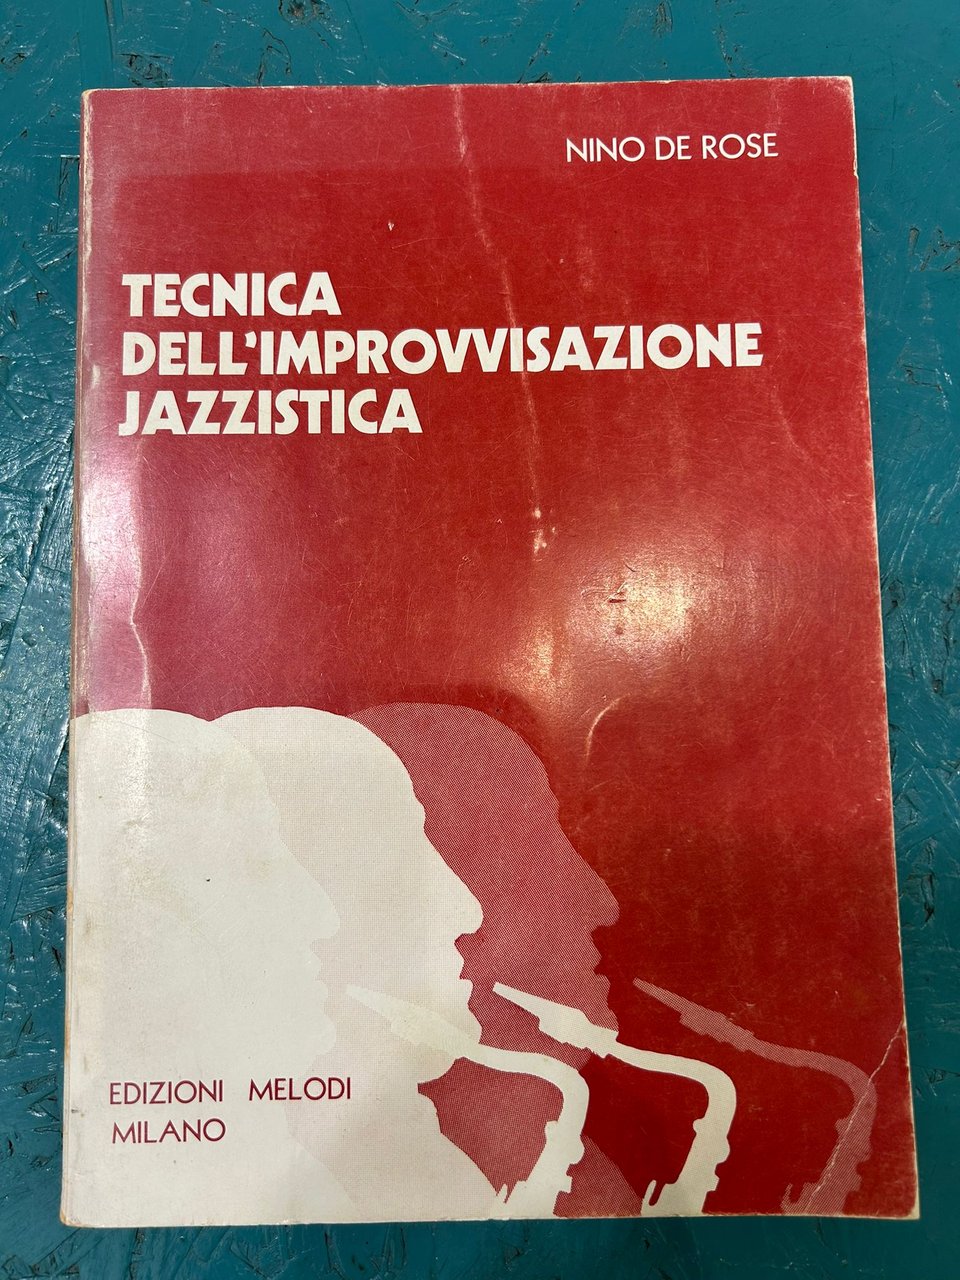 NINO DE ROSE
TECNICA
DELL'IMPROVVISAZIONE
JAZZISTICA
EDIZIONI MELODI
MILANO